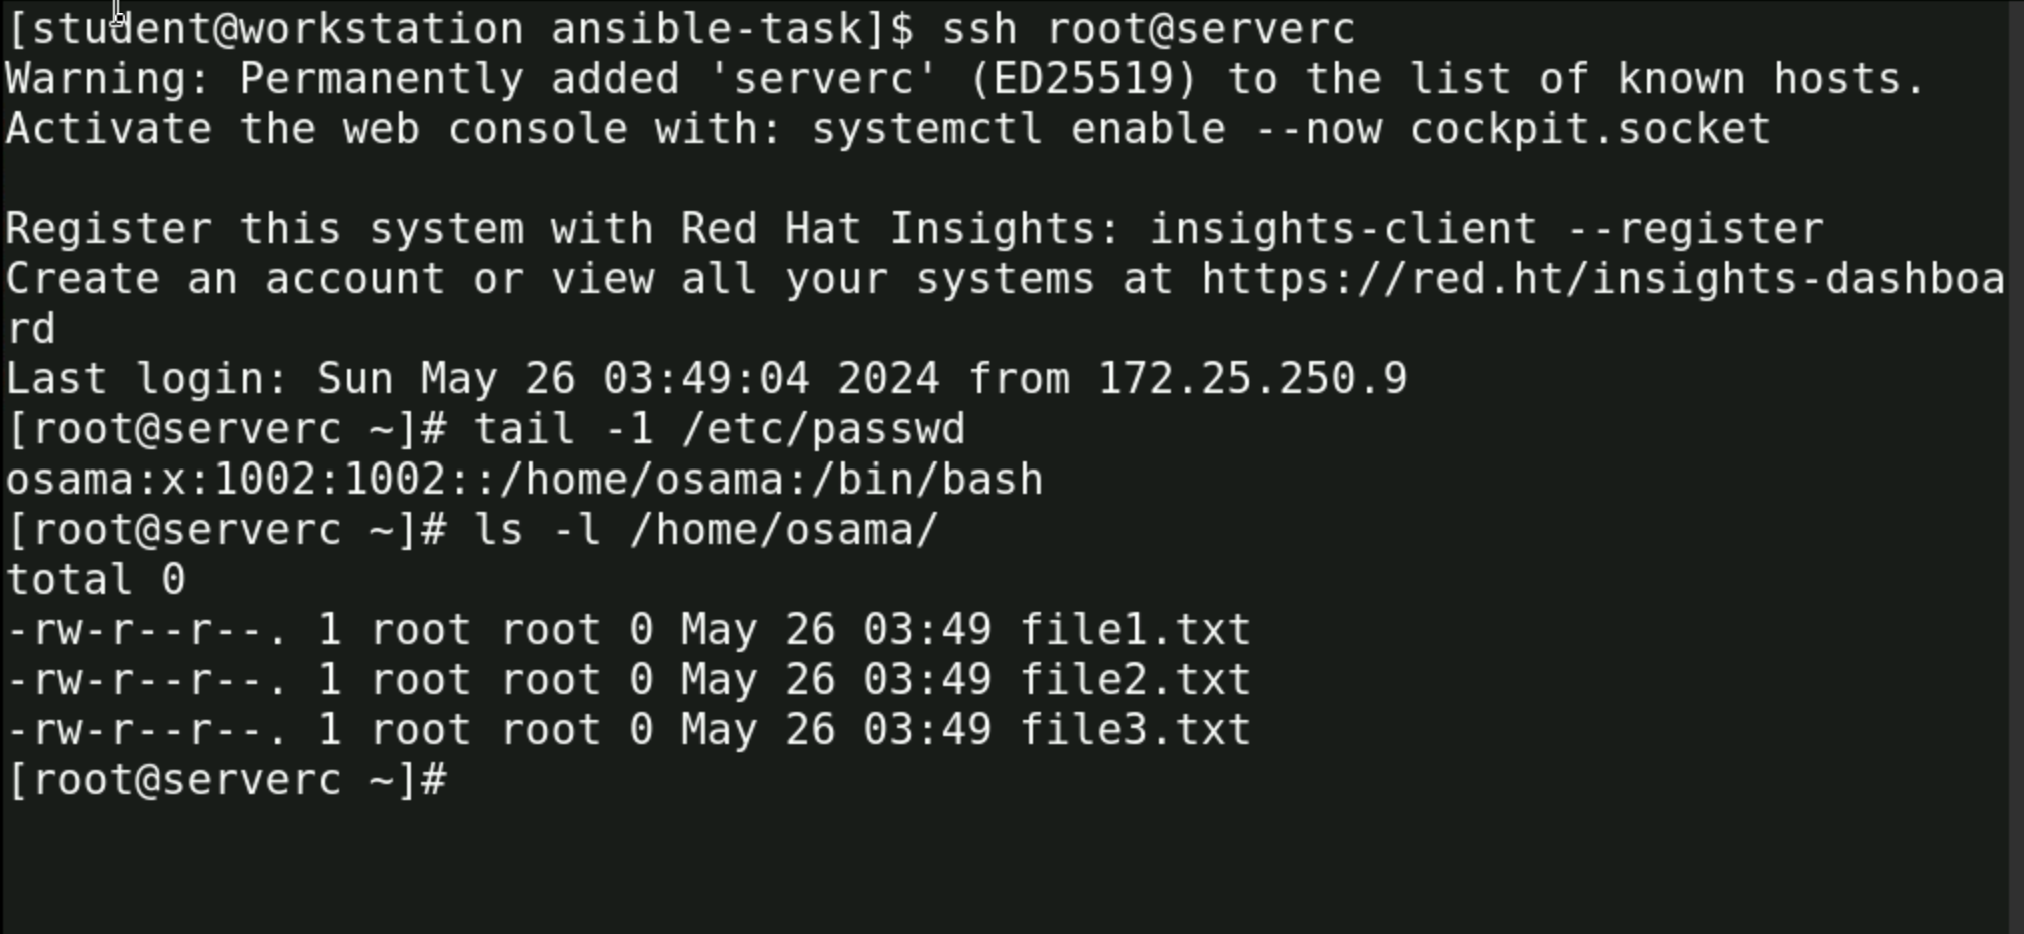 [student@workstation ansible-task]$ ssh root@serverc
Warning: Permanently added 'serverc' (ED25519) to the list of known hosts.
Activate the web console with: systemctl enable --now cockpit.socket

Register this system with Red Hat Insights: insights-client --register
Create an account or view all your systems at https://red.ht/insights-dashboa
rd
Last login: Sun May 26 03:49:04 2024 from 172.25.250.9
[root@serverc ~]# tail -1 /etc/passwd
osama:x:1002:1002::/home/osama:/bin/bash
[root@serverc ~]# ls -l /home/osama/
total 0
-rw-r--r--. 1 root root 0 May 26 03:49 file1.txt
-rw-r--r--. 1 root root 0 May 26 03:49 file2.txt
-rw-r--r--. 1 root root 0 May 26 03:49 file3.txt
[root@serverc ~]#